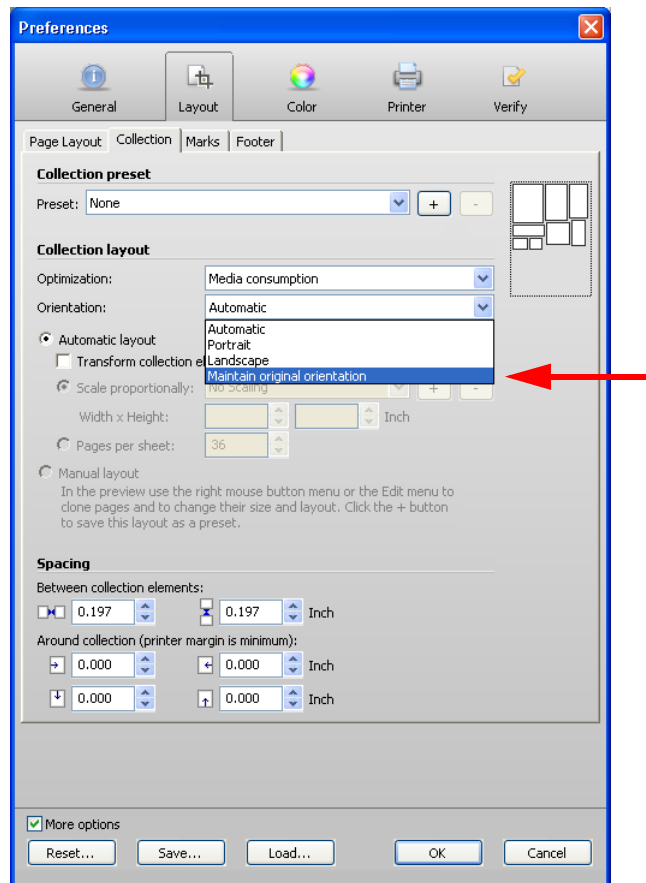 Preferences
General Layout Color Printer Verify
Page Layout Collection Marks Footer
Collection preset
Preset: None + -
Collection layout
Optimization: Media consumption
Orientation: Automatic
Automatic
Portrait
Landscape
Maintain original orientation
Automatic layout
Transform collection el
Scale proportionally: No Scaling + -
Width x Height: Inch
Pages per sheet: 36
Manual layout
In the preview use the right mouse button menu or the Edit menu to
clone pages and to change their size and layout. Click the + button
to save this layout as a preset.
Spacing
Between collection elements:
0.197 0.197 Inch
Around collection (printer margin is minimum):
0.000 0.000 Inch
0.000 0.000 Inch
More options
Reset... Save... Load... OK Cancel